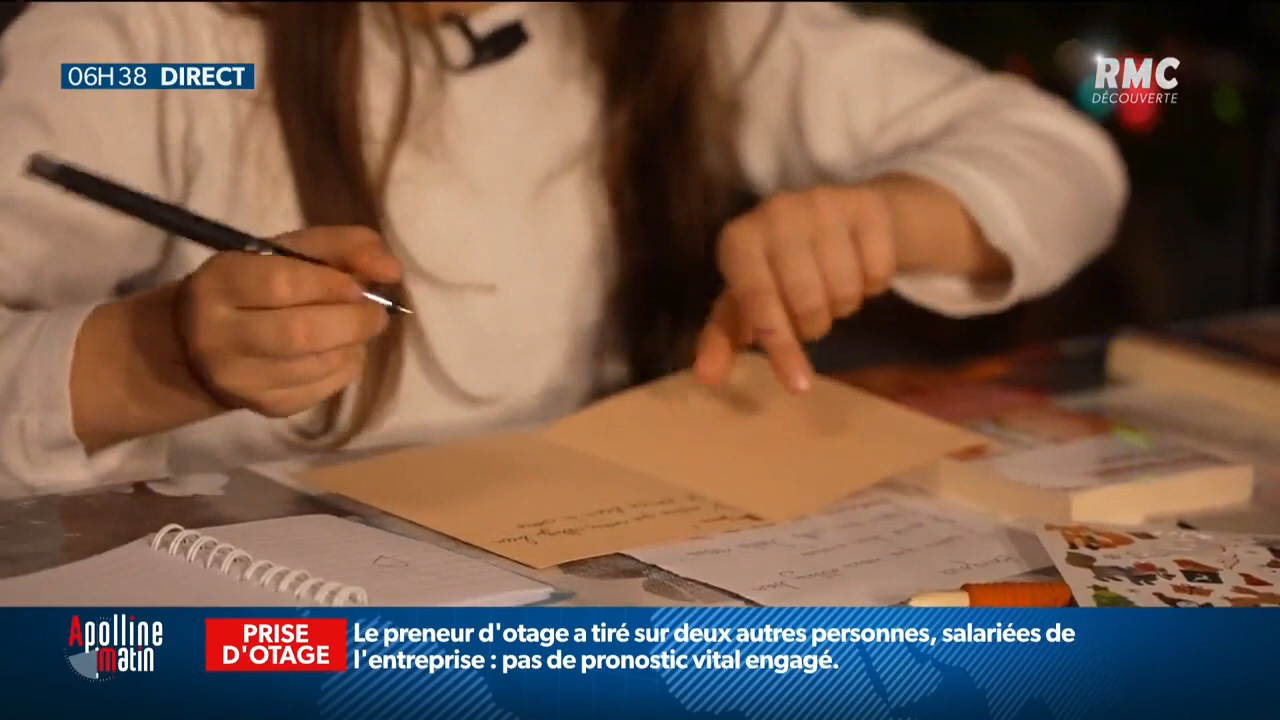 06H38 DIRECT
RMC
DÉCOUVERTE
Apolline
Matin
PRISE
D'OTAGE
Le preneur d'otage a tiré sur deux autres personnes, salariées de
l'entreprise : pas de pronostic vital engagé.